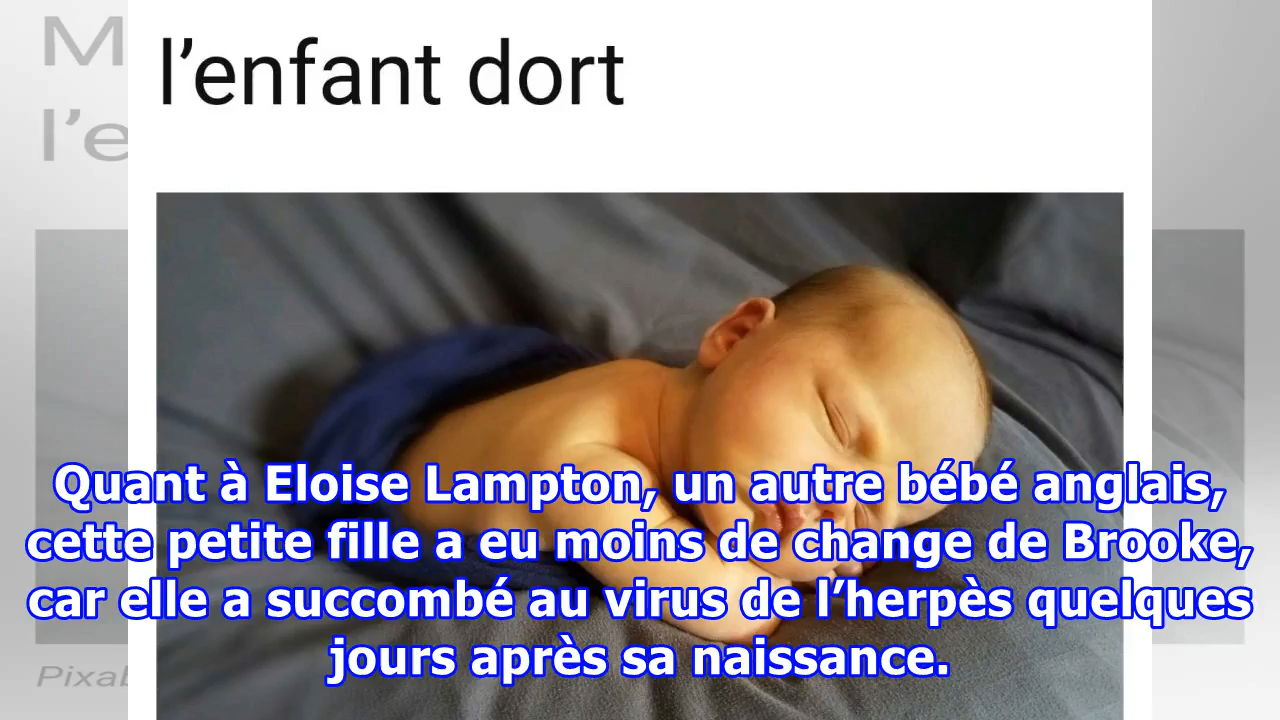 M
l'e
l’enfant dort
Quant à Eloise Lampton, un autre bébé anglais,
cette petite fille a eu moins de change de Brooke,
car elle a succombé au virus de l’herpès quelques
jours après sa naissance.
Pixab